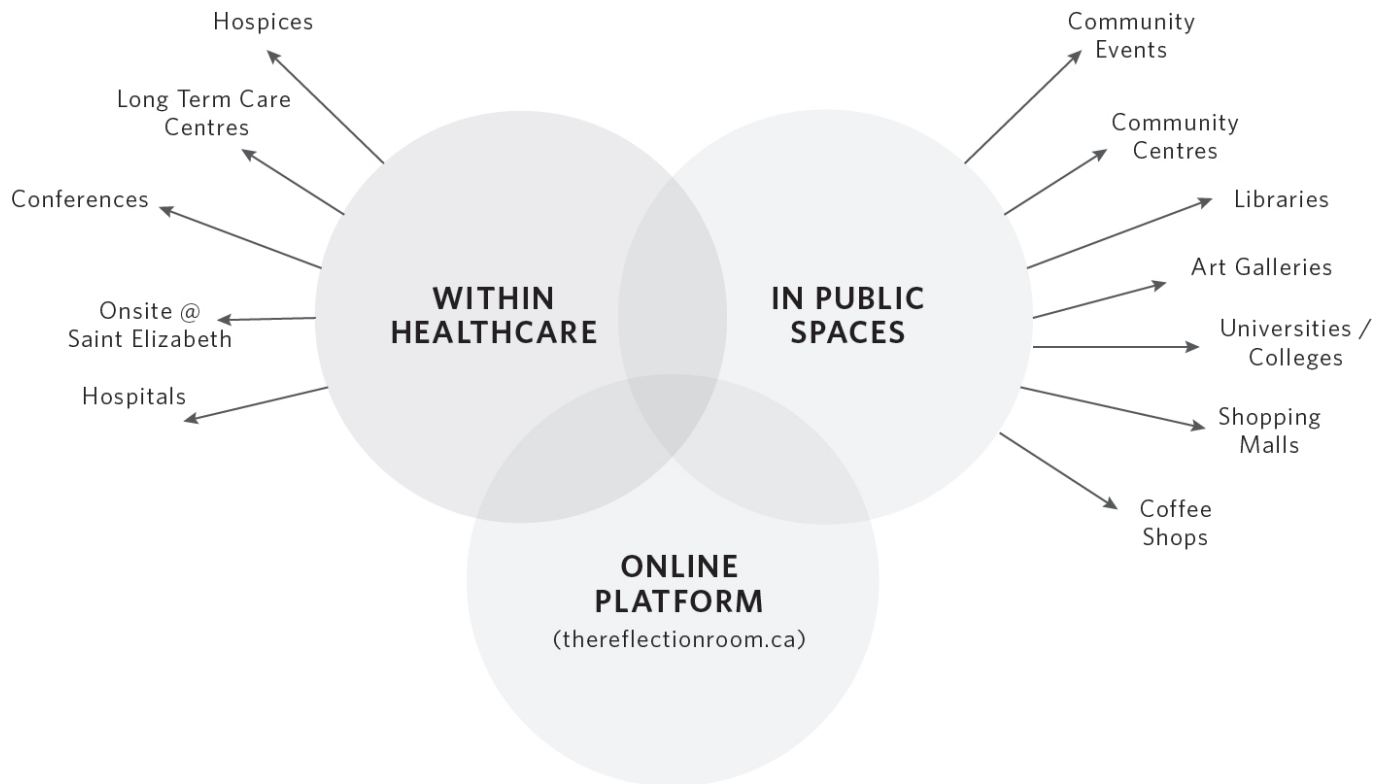 Hospices
Long Term Care
Centres
Conferences
Onsite @
Saint Elizabeth
Hospitals
WITHIN
HEALTHCARE
IN PUBLIC
SPACES
ONLINE
PLATFORM
(thereflectionroom.ca)
Community
Events
Community
Centres
Libraries
Art Galleries
Universities /
Colleges
Shopping
Malls
Coffee
Shops